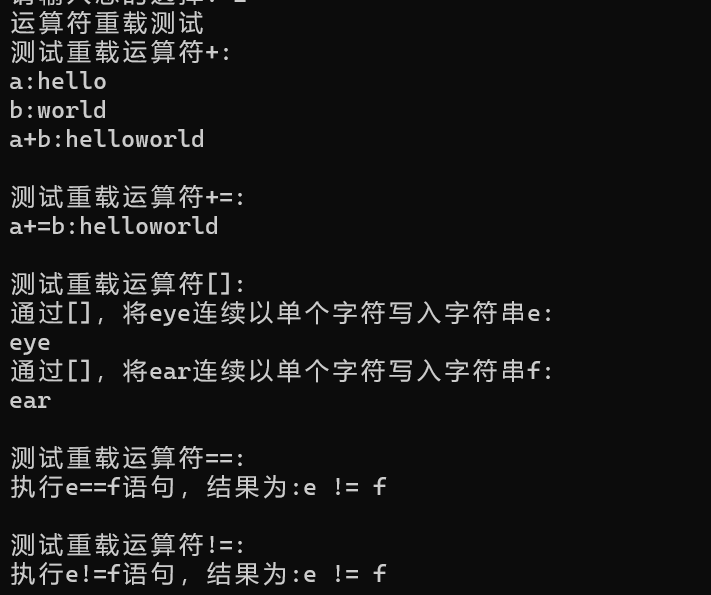 运算符重载测试
测试重载运算符+:
a:hello
b:world
a+b:helloworld
测试重载运算符+=:
a+=b:helloworld
测试重载运算符[]:
通过[]，将eye连续以单个字符写入字符串e:
eye
通过[]，将ear连续以单个字符写入字符串f:
ear
测试重载运算符==:
执行e==f语句，结果为:e != f
测试重载运算符!=:
执行e!=f语句，结果为:e != f